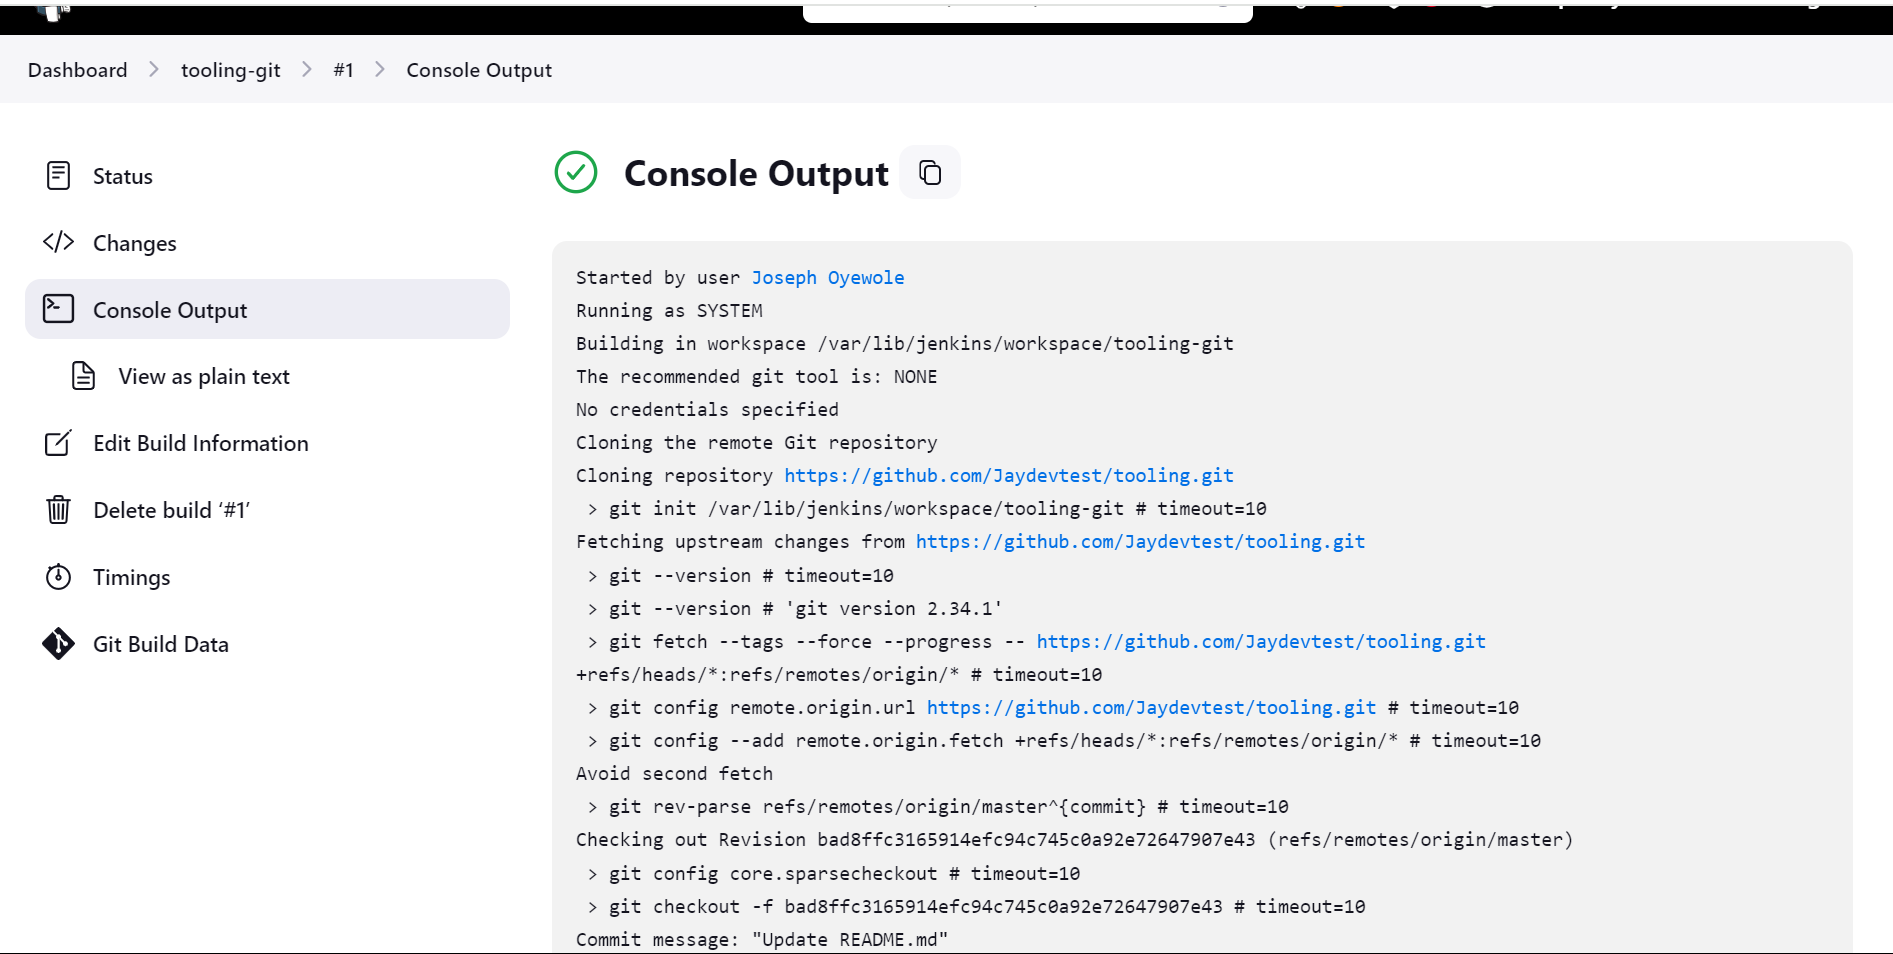 Dashboard > tooling-git > #1 > Console Output
Status
Changes
Console Output
View as plain text
Edit Build Information
Delete build ‘#1’
Timings
Git Build Data
Console Output
Started by user Joseph Oyewole
Running as SYSTEM
Building in workspace /var/lib/jenkins/workspace/tooling-git
The recommended git tool is: NONE
No credentials specified
Cloning the remote Git repository
Cloning repository https://github.com/Jaydevtest/tooling.git
> git init /var/lib/jenkins/workspace/tooling-git # timeout=10
Fetching upstream changes from https://github.com/Jaydevtest/tooling.git
> git --version # timeout=10
> git --version # 'git version 2.34.1'
> git fetch --tags --force --progress -- https://github.com/Jaydevtest/tooling.git
+refs/heads/*:refs/remotes/origin/* # timeout=10
> git config remote.origin.url https://github.com/Jaydevtest/tooling.git # timeout=10
> git config --add remote.origin.fetch +refs/heads/*:refs/remotes/origin/* # timeout=10
Avoid second fetch
> git rev-parse refs/remotes/origin/master^{commit} # timeout=10
Checking out Revision bad8ffc3165914efc94c745c0a92e72647907e43 (refs/remotes/origin/master)
> git config core.sparsecheckout # timeout=10
> git checkout -f bad8ffc3165914efc94c745c0a92e72647907e43 # timeout=10
Commit message: "Update README.md"